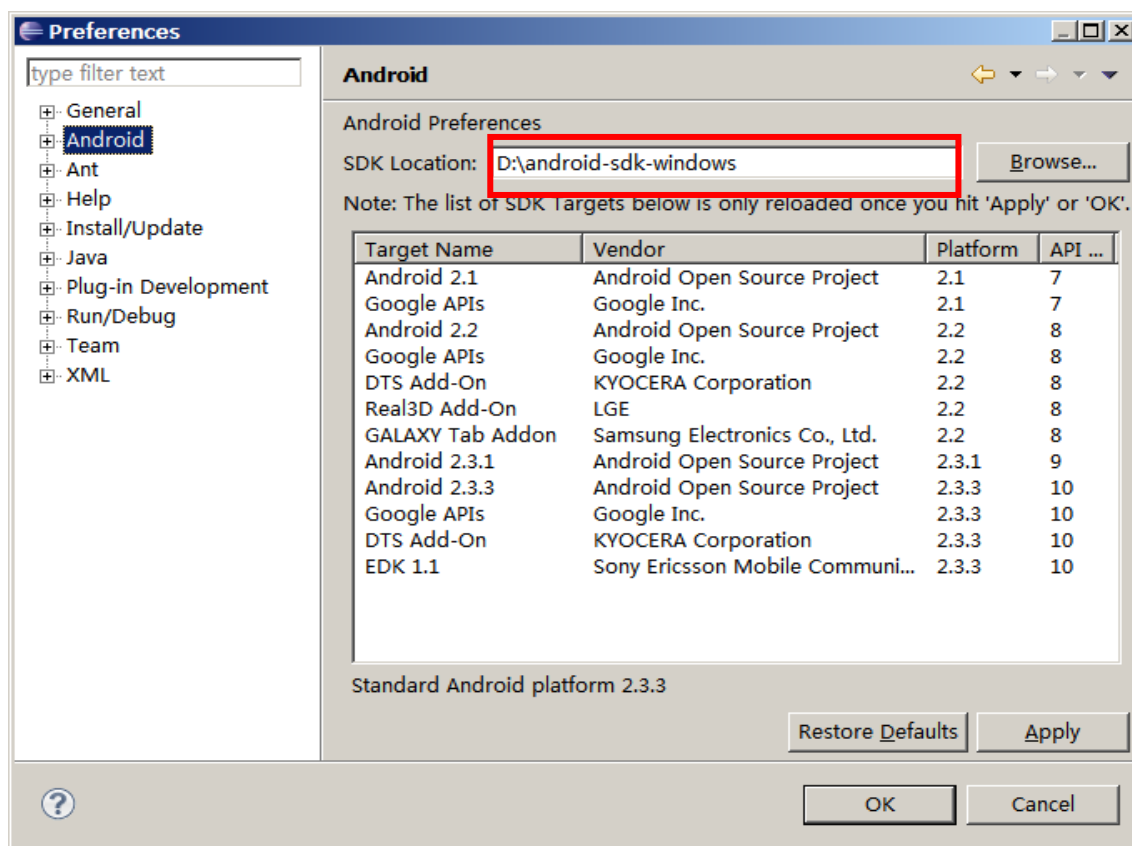 Preferences
type filter text
General
Android
Ant
Help
Install/Update
Java
Plug-in Development
Run/Debug
Team
XML
Android
Android Preferences
SDK Location: D:\android-sdk-windows Browse...
Note: The list of SDK Targets below is only reloaded once you hit 'Apply' or 'OK'.
Target Name Vendor Platform API ...
Android 2.1 Android Open Source Project 2.1 7
Google APIs Google Inc. 2.1 7
Android 2.2 Android Open Source Project 2.2 8
Google APIs Google Inc. 2.2 8
DTS Add-On KYOCERA Corporation 2.2 8
Real3D Add-On LGE 2.2 8
GALAXY Tab Addon Samsung Electronics Co., Ltd. 2.2 8
Android 2.3.1 Android Open Source Project 2.3.1 9
Android 2.3.3 Android Open Source Project 2.3.3 10
Google APIs Google Inc. 2.3.3 10
DTS Add-On KYOCERA Corporation 2.3.3 10
EDK 1.1 Sony Ericsson Mobile Communi... 2.3.3 10
Standard Android platform 2.3.3
Restore Defaults Apply
? OK Cancel